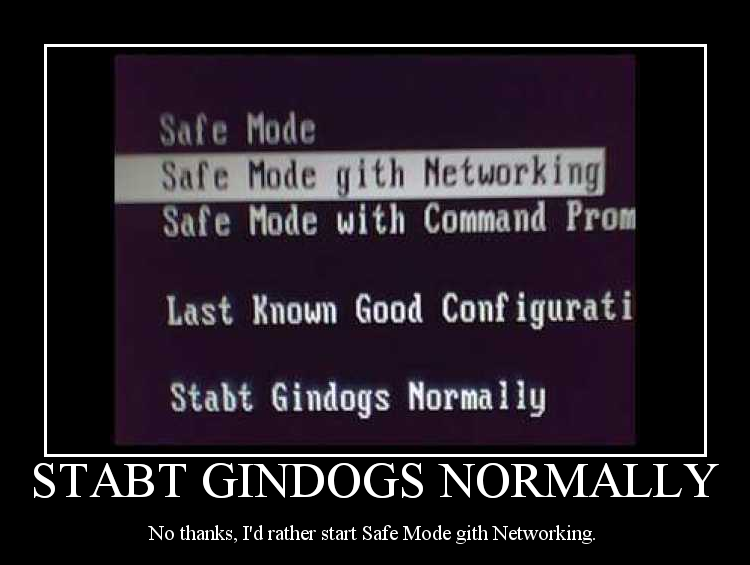 Safe Mode
Safe Mode gith Networking
Safe Mode with Command Prom
Last Known Good Configurati
Stabt Gindogs Normally
STABT GINDOGS NORMALLY
No thanks, I'd rather start Safe Mode gith Networking.